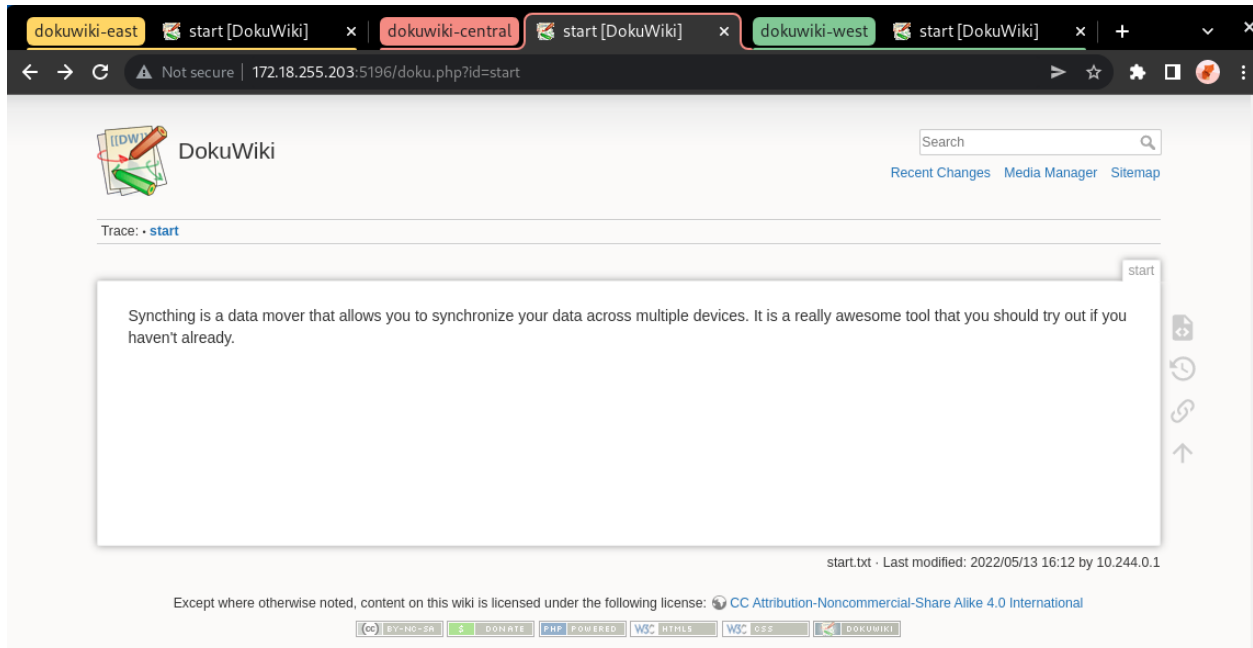 dokuwiki-east start [DokuWiki] dokuwiki-central start [DokuWiki] dokuwiki-west start [DokuWiki]
Not secure 172.18.255.203:5196/doku.php?id=start
[[DW]]
DokuWiki
Search
Recent Changes Media Manager Sitemap
Trace: • start
start
Syncthing is a data mover that allows you to synchronize your data across multiple devices. It is a really awesome tool that you should try out if you
haven't already.
start.txt · Last modified: 2022/05/13 16:12 by 10.244.0.1
Except where otherwise noted, content on this wiki is licensed under the following license: CC Attribution-Noncommercial-Share Alike 4.0 International
(cc) BY-NC-SA $ DONATE PHP POWERED W3C HTML5 W3C CSS DOKUWIKI